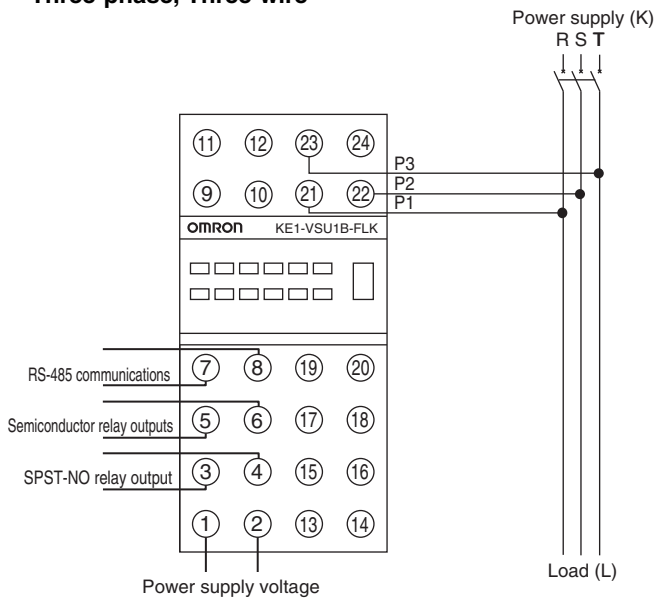 Three-phase, Three-wire
Power supply (K)
R S T
11 12 23 24
P3
P2
9 10 21 22
P1
OMRON KE1-VSU1B-FLK
7 8 19 20
RS-485 communications
5 6 17 18
Semiconductor relay outputs
3 4 15 16
SPST-NO relay output
1 2 13 14
Power supply voltage
Load (L)